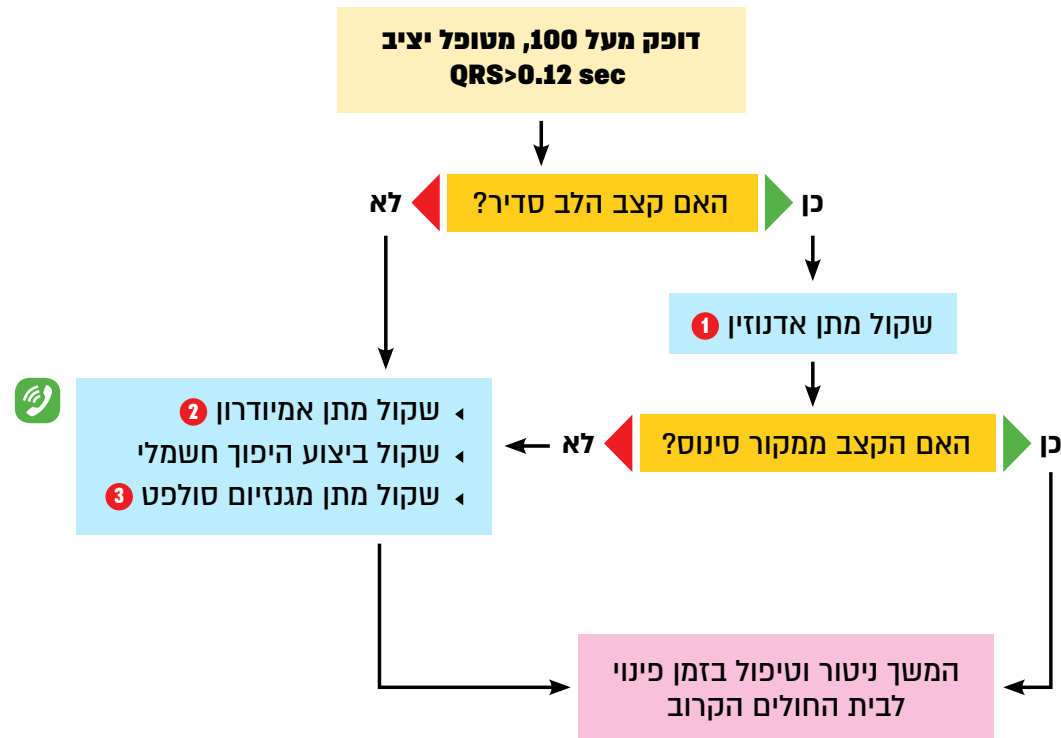 דופק מעל 100, מטופל יציב
QRS>0.12 sec
האם קצב הלב סדיר?
כן
לא
שקול מתן אדנוזין 1
האם הקצב ממקור סינוס?
כן
לא
שקול מתן אמיודרון 2
שקול ביצוע היפוך חשמלי
שקול מתן מגנזיום סולפט 3
המשך ניטור וטיפול בזמן פינוי
לבית החולים הקרוב